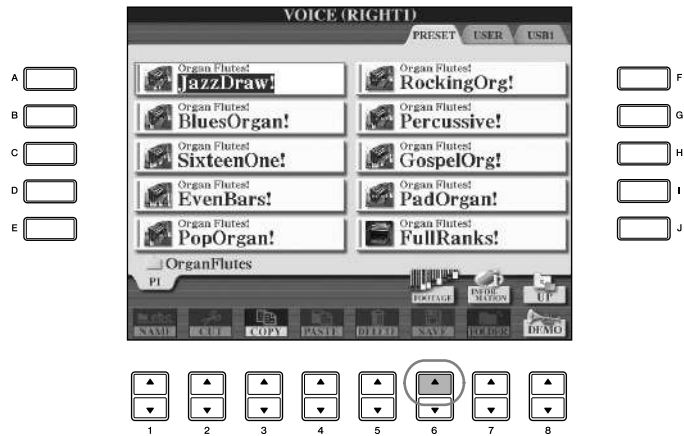 VOICE (RIGHT1)
PRESET USER USB1
A
B
C
D
E
F
G
H
I
J
Organ Flutes!
JazzDraw!
Organ Flutes!
RockingOrg!
Organ Flutes!
BluesOrgan!
Organ Flutes!
Percussive!
Organ Flutes!
SixteenOne!
Organ Flutes!
GospelOrg!
Organ Flutes!
EvenBars!
Organ Flutes!
PadOrgan!
Organ Flutes!
PopOrgan!
Organ Flutes!
FullRanks!
OrganFlutes
P1
FOOTAGE
INFOR-
MATION
UP
NAME CUT COPY PASTE DELETE SAVE FOLDER DEMO
1 2 3 4 5 6 7 8